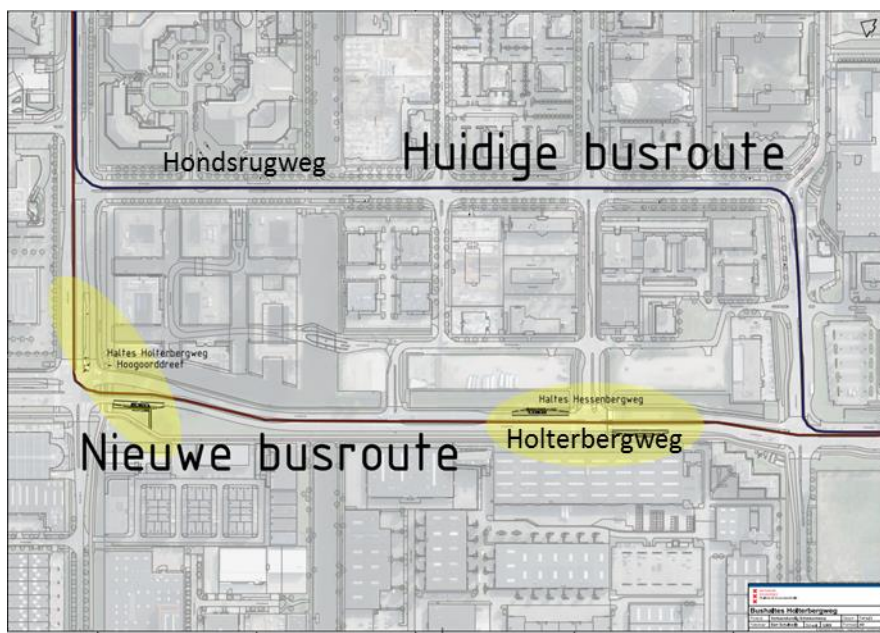 Hondsrugweg
Huidige busroute
Haltes Holterbergweg
- Hoogoorddreef
Haltes Hessenbergweg
Holterbergweg
Nieuwe busroute
Bushaltes Holterbergweg